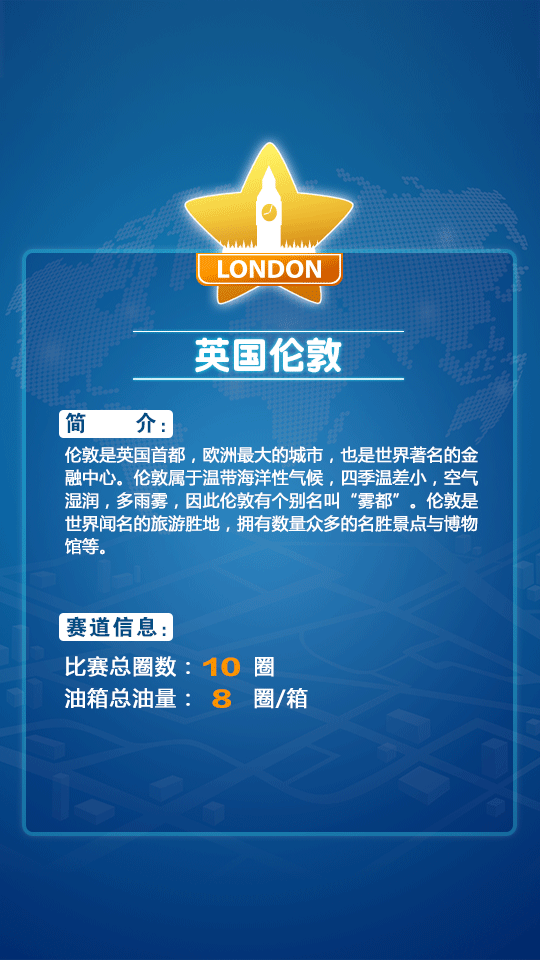 LONDON
英国伦敦
简 介:
伦敦是英国首都，欧洲最大的城市，也是世界著名的金
融中心。伦敦属于温带海洋性气候，四季温差小，空气
湿润，多雨雾，因此伦敦有个别名叫“雾都”。伦敦是
世界闻名的旅游胜地，拥有数量众多的名胜景点与博物
馆等。
赛道信息:
比赛总圈数：10 圈
油箱总油量：8 圈/箱